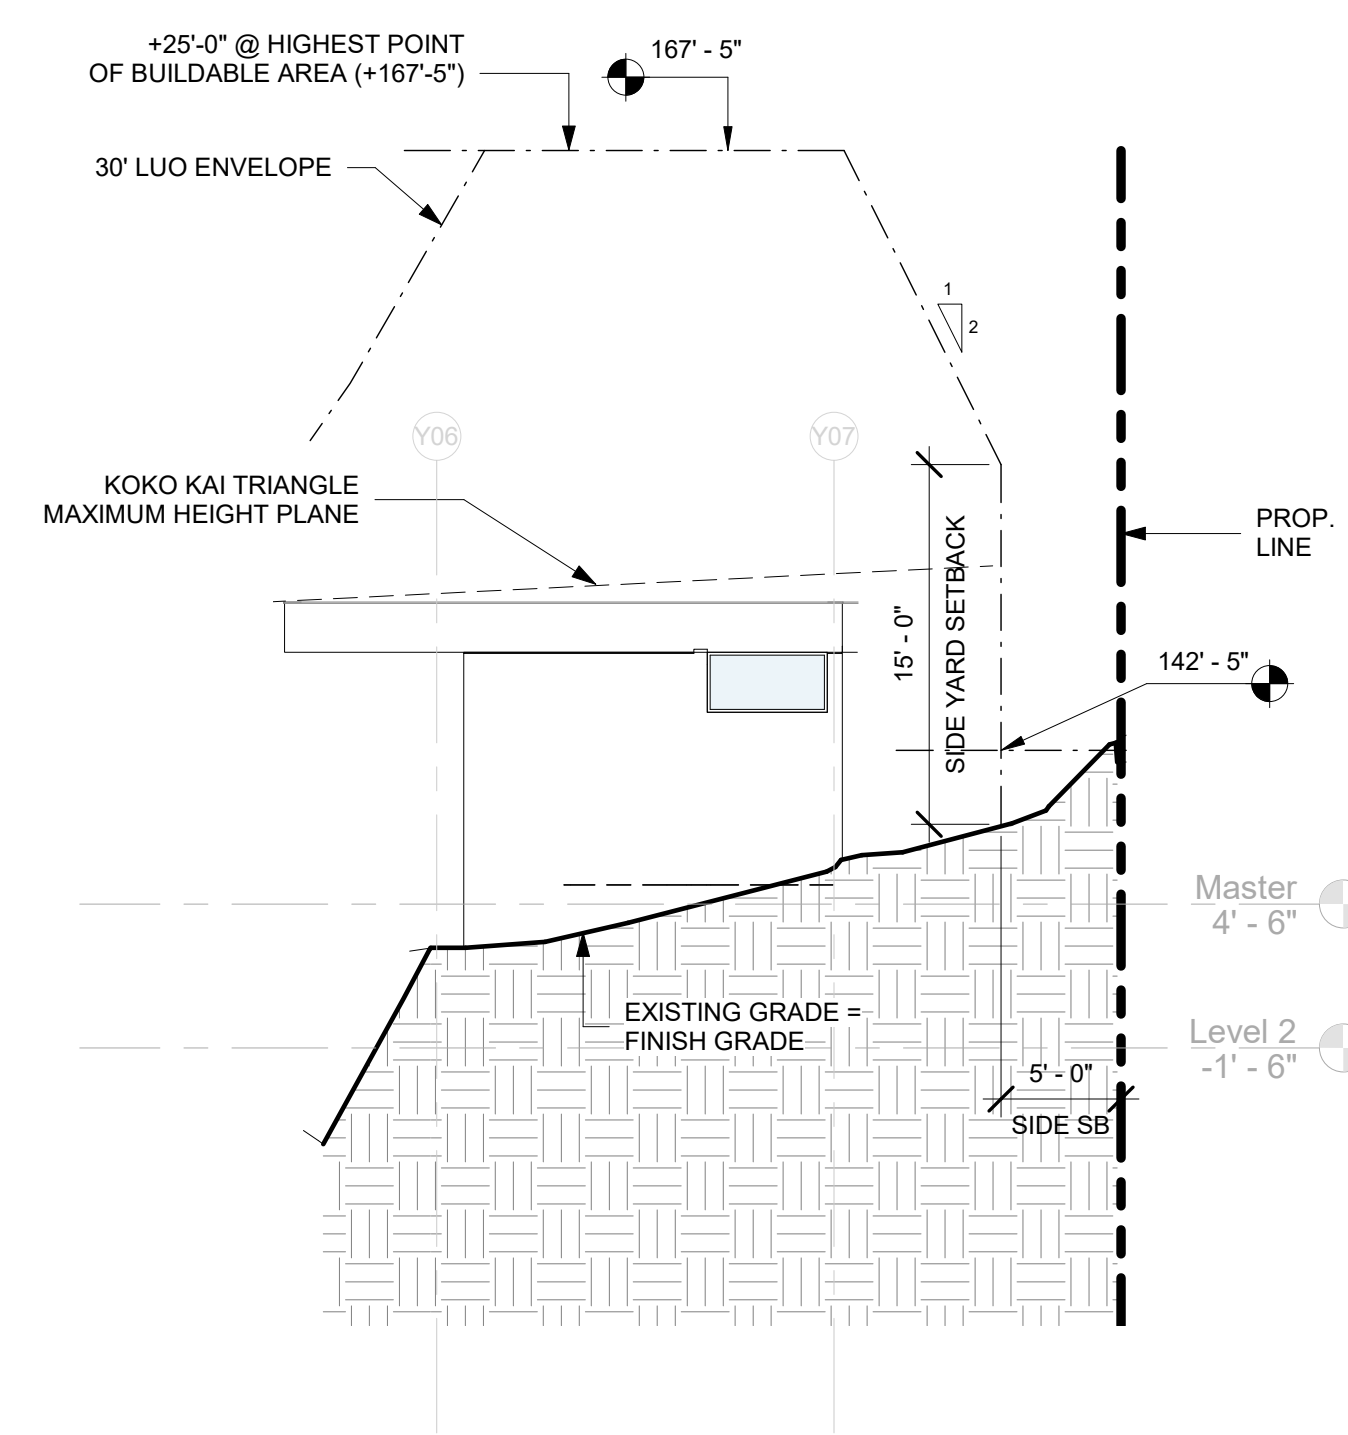 +25'-0" @ HIGHEST POINT
OF BUILDABLE AREA (+167'-5")
167' - 5"
30' LUO ENVELOPE
1
2
Y06
Y07
KOKO KAI TRIANGLE
MAXIMUM HEIGHT PLANE
PROP.
LINE
15' - 0"
SIDE YARD SETBACK
142' - 5"
Master
4' - 6"
EXISTING GRADE =
FINISH GRADE
Level 2
-1' - 6"
5' - 0"
SIDE SB